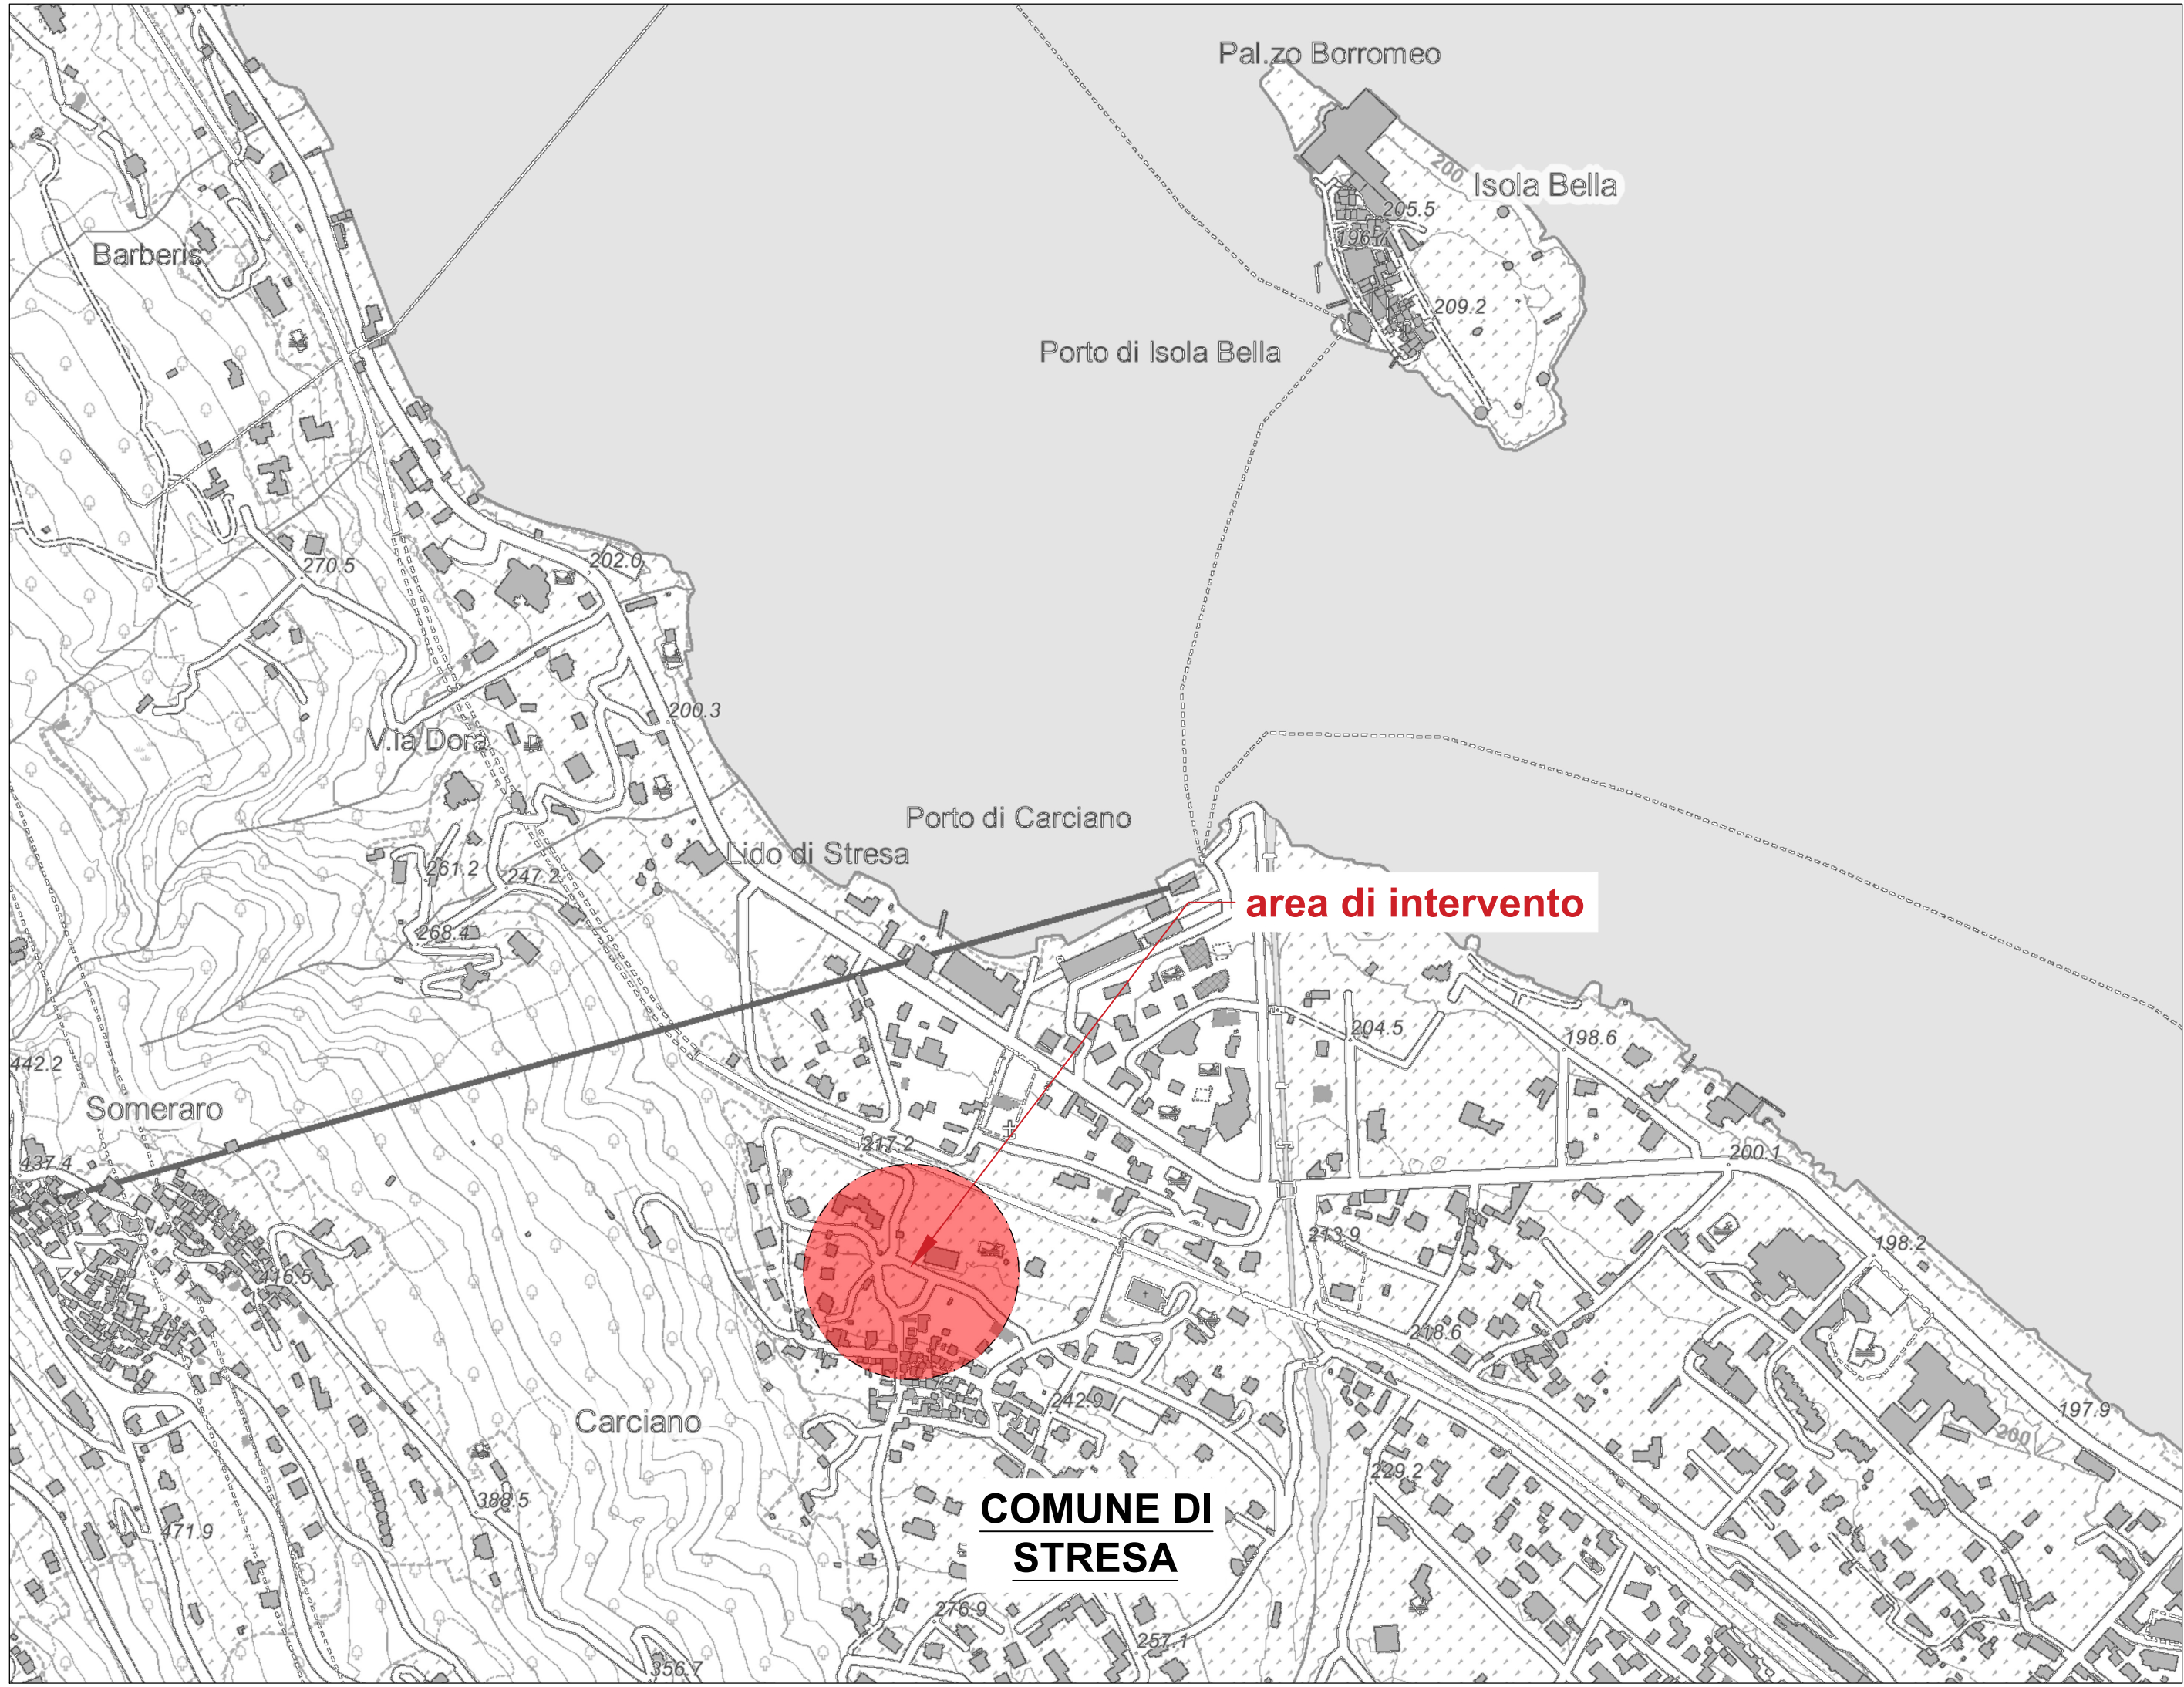 Pal.zo Borromeo
200
Isola Bella
205.5
196.7
Barberis
209.2
Porto di Isola Bella
202.0
270.5
200.3
V.la Dora
Porto di Carciano
Lido di Stresa
261.2
247.2
area di intervento
268.4
204.5
198.6
442.2
Someraro
217.2
200.1
437.4
213.9
198.2
416.5
218.6
242.9
197.9
Carciano
200
229.2
388.5
COMUNE DI
STRESA
471.9
276.9
257.1
356.7